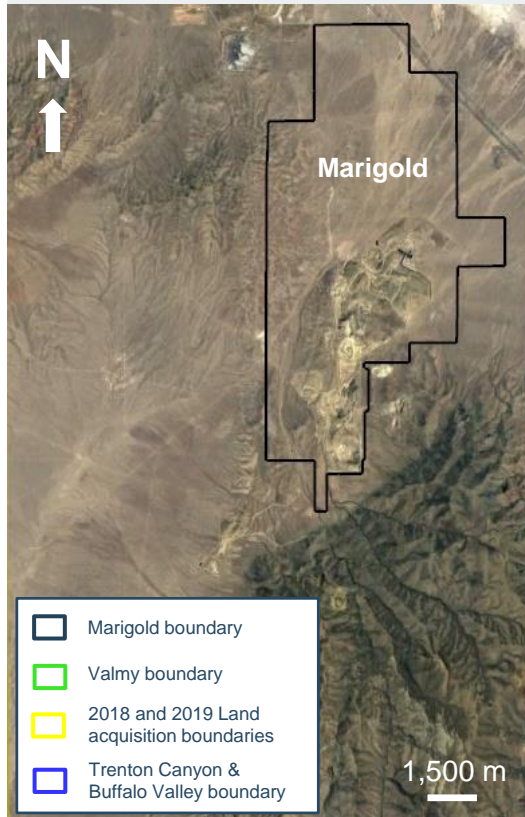 N
Marigold
Marigold boundary
Valmy boundary
2018 and 2019 Land
acquisition boundaries
Trenton Canyon &
Buffalo Valley boundary
1,500 m